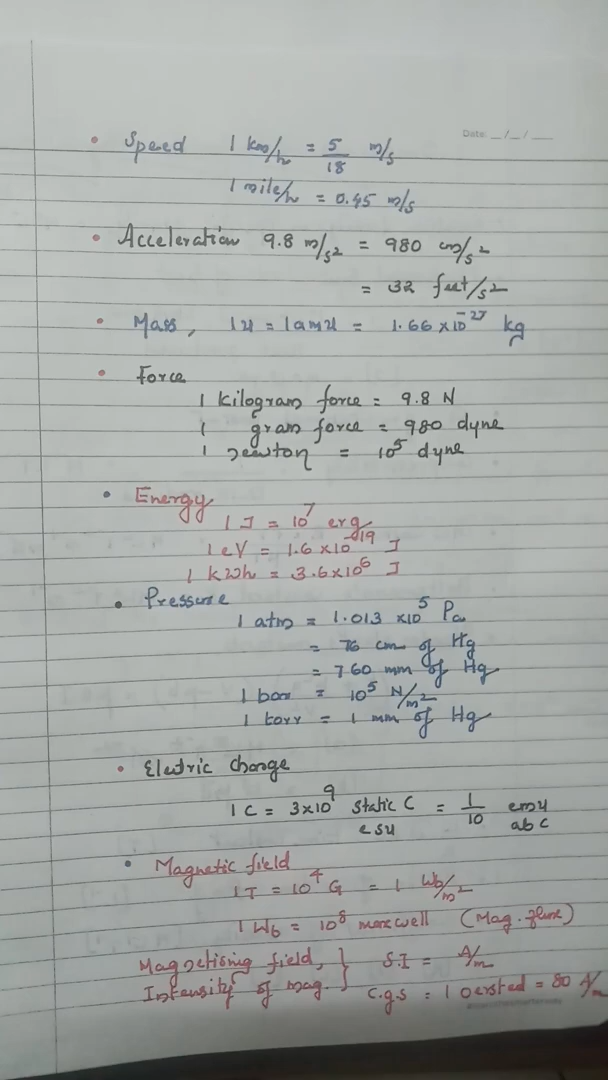 Date: _/_/__
• Speed 1 km/h = 5/18 m/s
1 mile/h = 0.45 m/s
• Acceleration 9.8 m/s² = 980 cm/s²
= 32 feet/s²
• Mass, 1u = 1amu = 1.66 ×10⁻²⁷ kg
• Force
1 kilogram force = 9.8 N
1 gram force = 980 dyne
1 newton = 10⁵ dyne
• Energy
1 J = 10⁷ erg
1 eV = 1.6 ×10⁻¹⁹ J
1 kwh = 3.6×10⁶ J
• Pressure
1 atm = 1.013 ×10⁵ Pa
= 76 cm of Hg
= 760 mm of Hg
1 bar = 10⁵ N/m²
1 torr = 1 mm of Hg
• Electric charge
1 C = 3×10⁹ static C = 1/10 emu
esu ab C
• Magnetic field
1T = 10⁴ G = 1 Wb/m²
1 Wb = 10⁸ maxwell (Mag. flux)
Magnetising field, } S.I = A/m
Intensity of mag. } C.g.s = 1 Oersted = 80 A/m